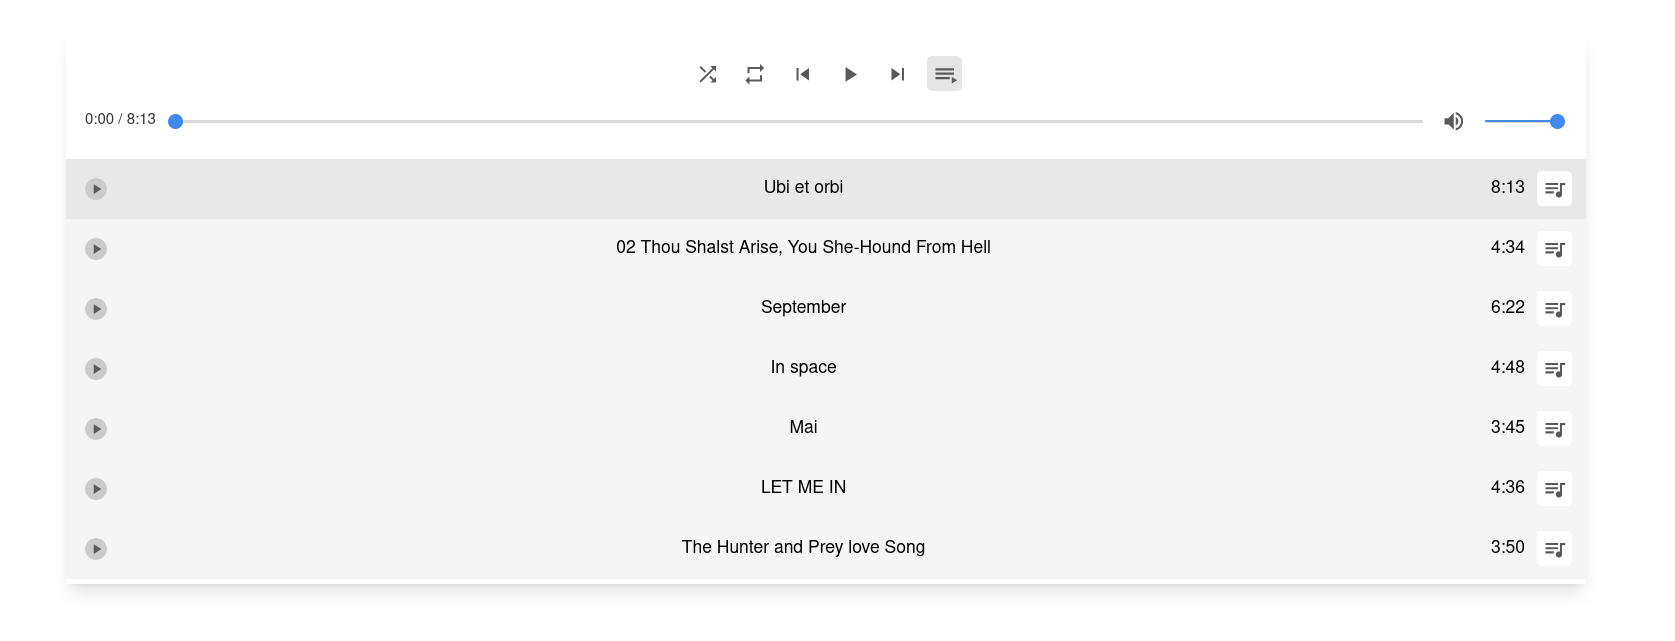 0:00 / 8:13
Ubi et orbi 8:13
02 Thou Shalst Arise, You She-Hound From Hell 4:34
September 6:22
In space 4:48
Mai 3:45
LET ME IN 4:36
The Hunter and Prey love Song 3:50